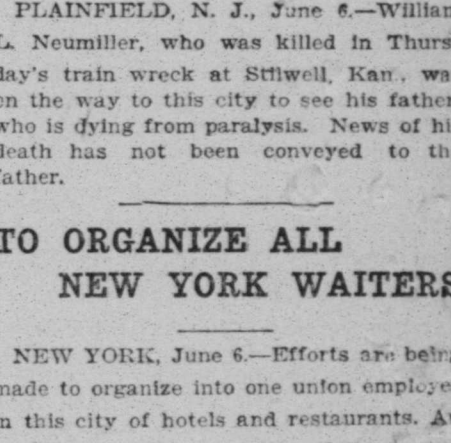 PLAINFIELD, N. J., June 6.—Willian
L. Neumiller, who was killed in Thurs
day's train wreck at Stilwell, Kan., wa
en the way to this city to see his father
who is dying from paralysis. News of hi
death has not been conveyed to th
father.
TO ORGANIZE ALL
NEW YORK WAITERS
NEW YORK, June 6.—Efforts are being
made to organize into one union employe
in this city of hotels and restaurants. A